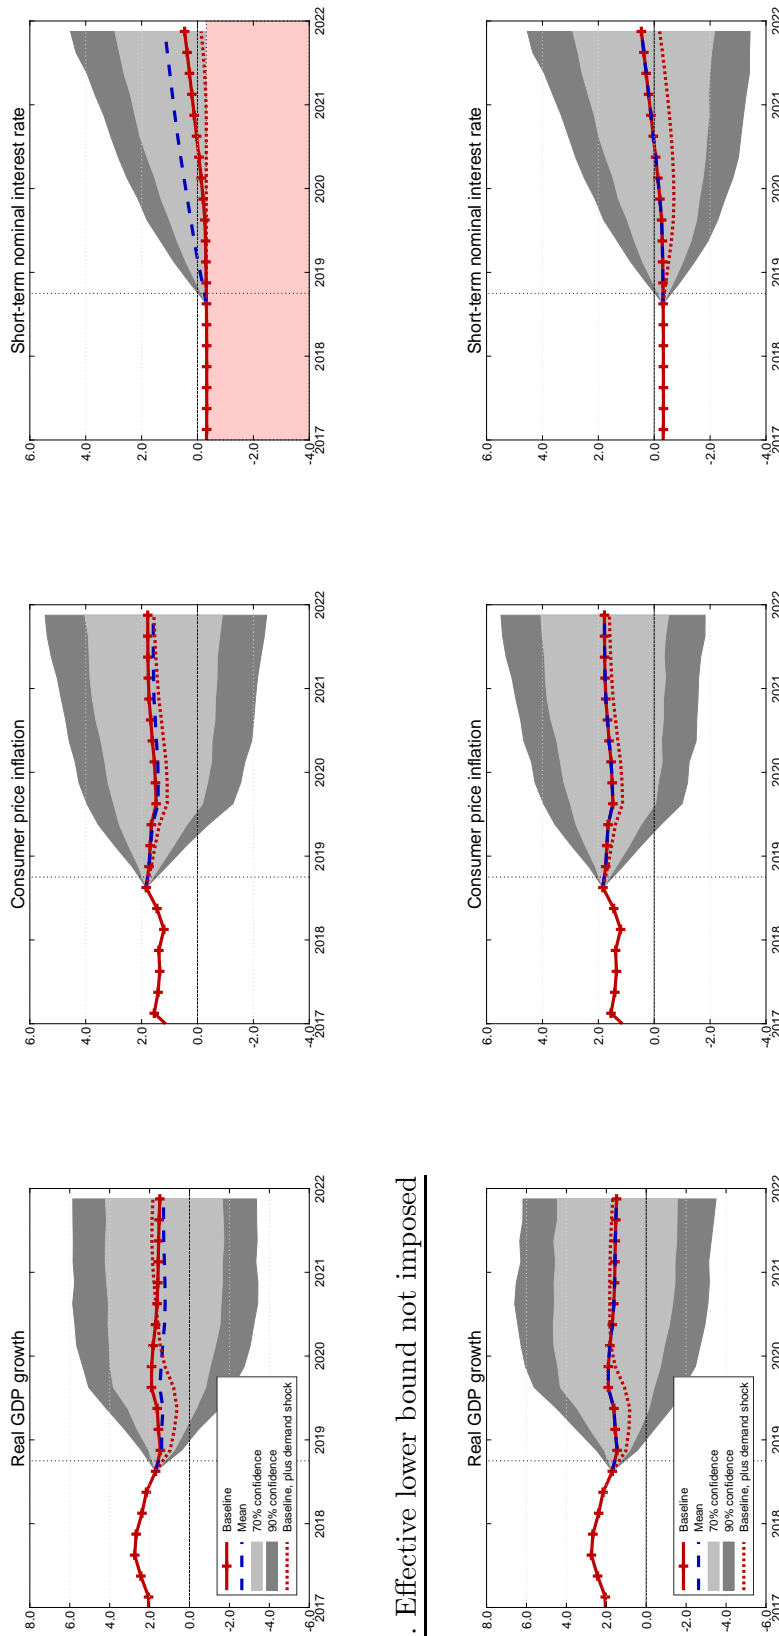 Real GDP growth
8.0
6.0
4.0
2.0
0.0
-2.0
-4.0
-6.0
2017 2018 2019 2020 2021 2022
Baseline
Mean
70% confidence
90% confidence
Baseline, plus demand shock
Consumer price inflation
6.0
4.0
2.0
0.0
-2.0
-4.0
2017 2018 2019 2020 2021 2022
Short-term nominal interest rate
6.0
4.0
2.0
0.0
-2.0
-4.0
2017 2018 2019 2020 2021 2022
. Effective lower bound not imposed
Real GDP growth
8.0
6.0
4.0
2.0
0.0
-2.0
-4.0
-6.0
2017 2018 2019 2020 2021 2022
Baseline
Mean
70% confidence
90% confidence
Baseline, plus demand shock
Consumer price inflation
6.0
4.0
2.0
0.0
-2.0
-4.0
2017 2018 2019 2020 2021 2022
Short-term nominal interest rate
6.0
4.0
2.0
0.0
-2.0
-4.0
2017 2018 2019 2020 2021 2022